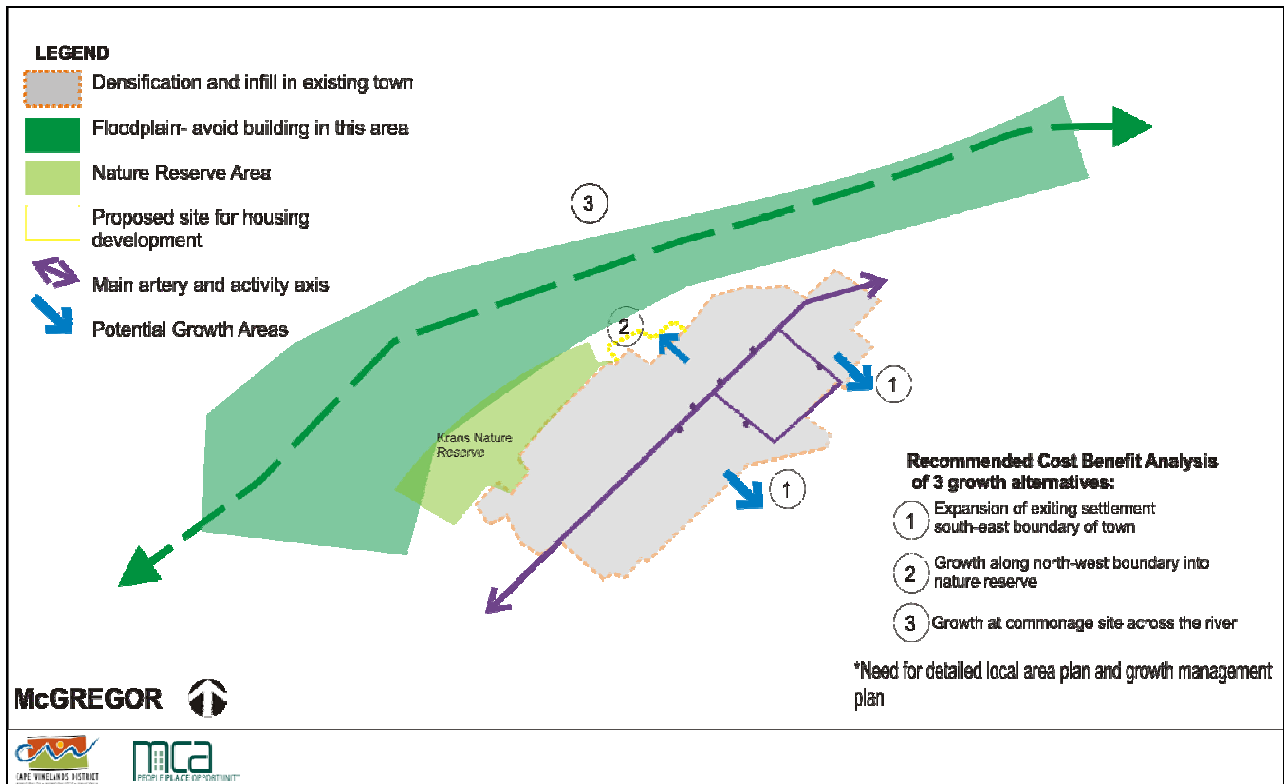 LEGEND
Densification and infill in existing town
Floodplain- avoid building in this area
Nature Reserve Area
Proposed site for housing
development
Main artery and activity axis
Potential Growth Areas
3
2
1
1
Krans Nature
Reserve
Recommended Cost Benefit Analysis
of 3 growth alternatives:
1 Expansion of exiting settlement
south-east boundary of town
2 Growth along north-west boundary into
nature reserve
3 Growth at commonage site across the river
*Need for detailed local area plan and growth management
plan
McGREGOR
CAPE WINELANDS DISTRICT
mca
PEOPLE PLACE OPPORTUNITY